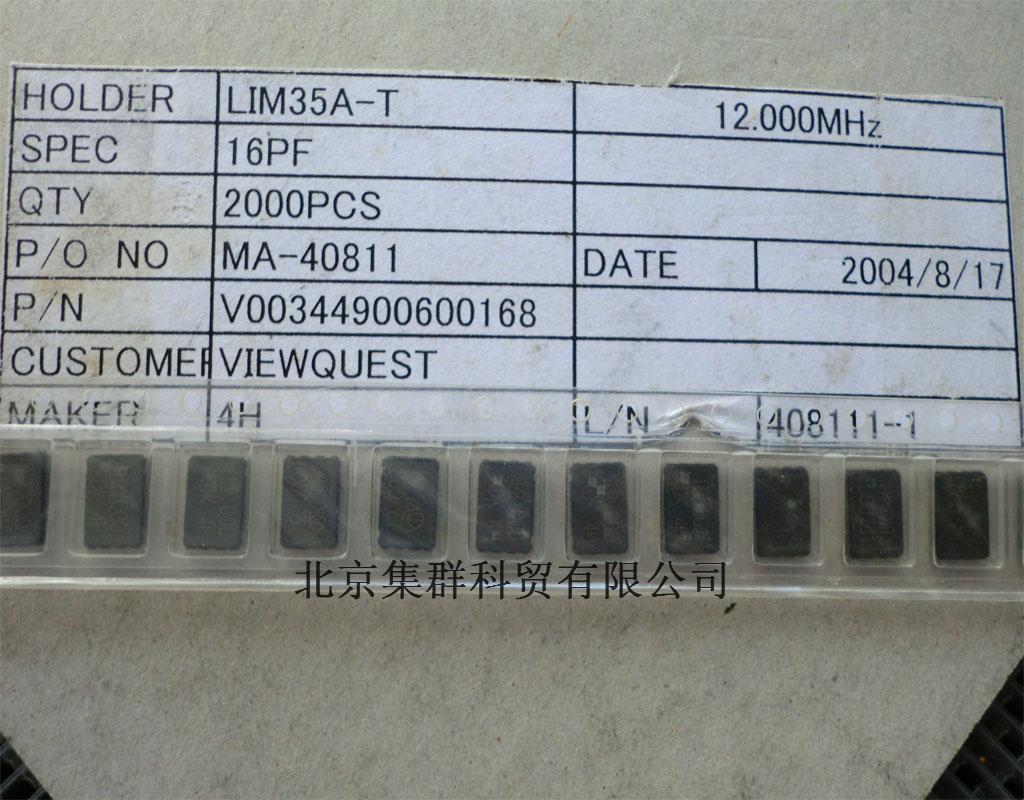 HOLDER LIM35A-T 12.000MHz
SPEC 16PF
QTY 2000PCS
P/O NO MA-40811 DATE 2004/8/17
P/N V00344900600168
CUSTOMER VIEWQUEST
MAKER 4H L/N 408111-1
北京集群科贸有限公司